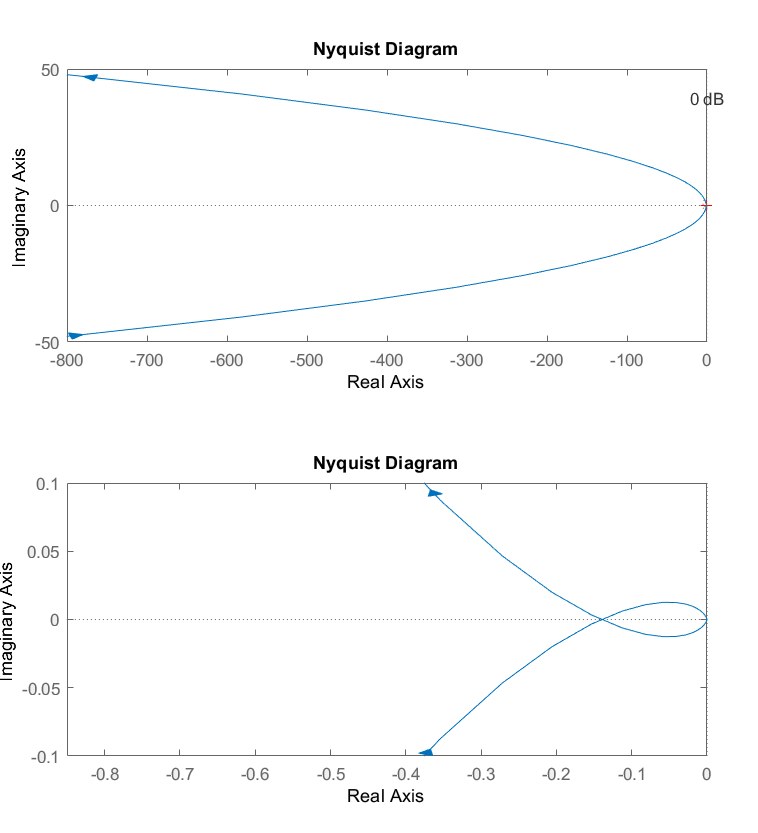 Nyquist Diagram
50
0 dB
Imaginary Axis
0
-50
-800 -700 -600 -500 -400 -300 -200 -100 0
Real Axis
Nyquist Diagram
0.1
0.05
Imaginary Axis
0
-0.05
-0.1
-0.8 -0.7 -0.6 -0.5 -0.4 -0.3 -0.2 -0.1 0
Real Axis